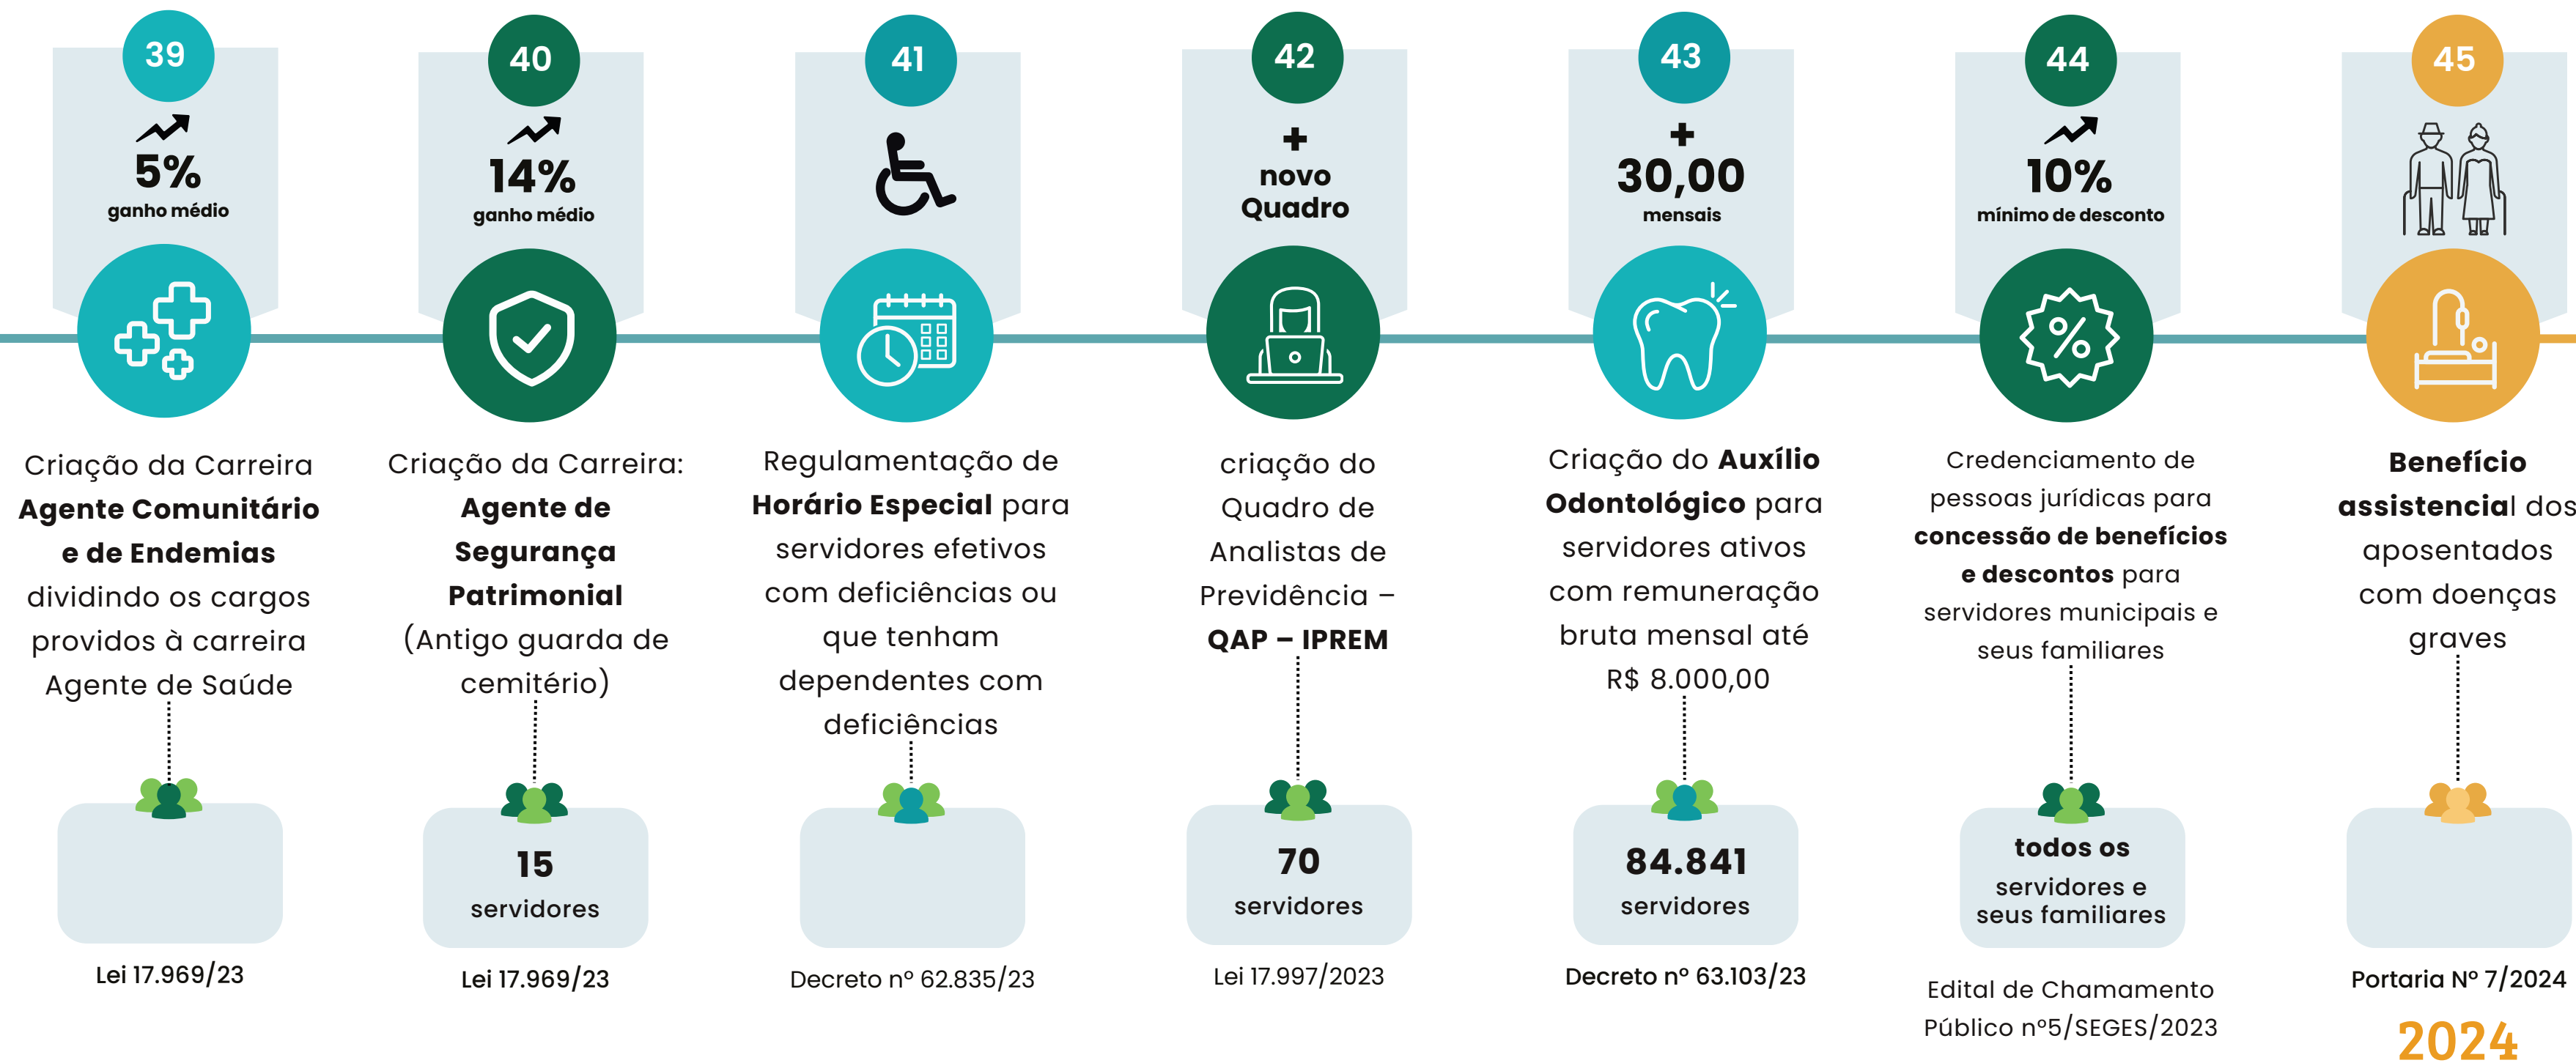 39
5%
ganho médio
Criação da Carreira
Agente Comunitário
e de Endemias
dividindo os cargos
providos à carreira
Agente de Saúde
Lei 17.969/23
40
14%
ganho médio
Criação da Carreira:
Agente de
Segurança
Patrimonial
(Antigo guarda de
cemitério)
15
servidores
Lei 17.969/23
41
Regulamentação de
Horário Especial para
servidores efetivos
com deficiências ou
que tenham
dependentes com
deficiências
Decreto nº 62.835/23
42
+
novo
Quadro
criação do
Quadro de
Analistas de
Previdência –
QAP – IPREM
70
servidores
Lei 17.997/2023
43
+
30,00
mensais
Criação do Auxílio
Odontológico para
servidores ativos
com remuneração
bruta mensal até
R$ 8.000,00
84.841
servidores
Decreto nº 63.103/23
44
10%
mínimo de desconto
Credenciamento de
pessoas jurídicas para
concessão de benefícios
e descontos para
servidores municipais e
seus familiares
todos os
servidores e
seus familiares
Edital de Chamamento
Público nº5/SEGES/2023
45
Benefício
assistencial dos
aposentados
com doenças
graves
Portaria Nº 7/2024
2024